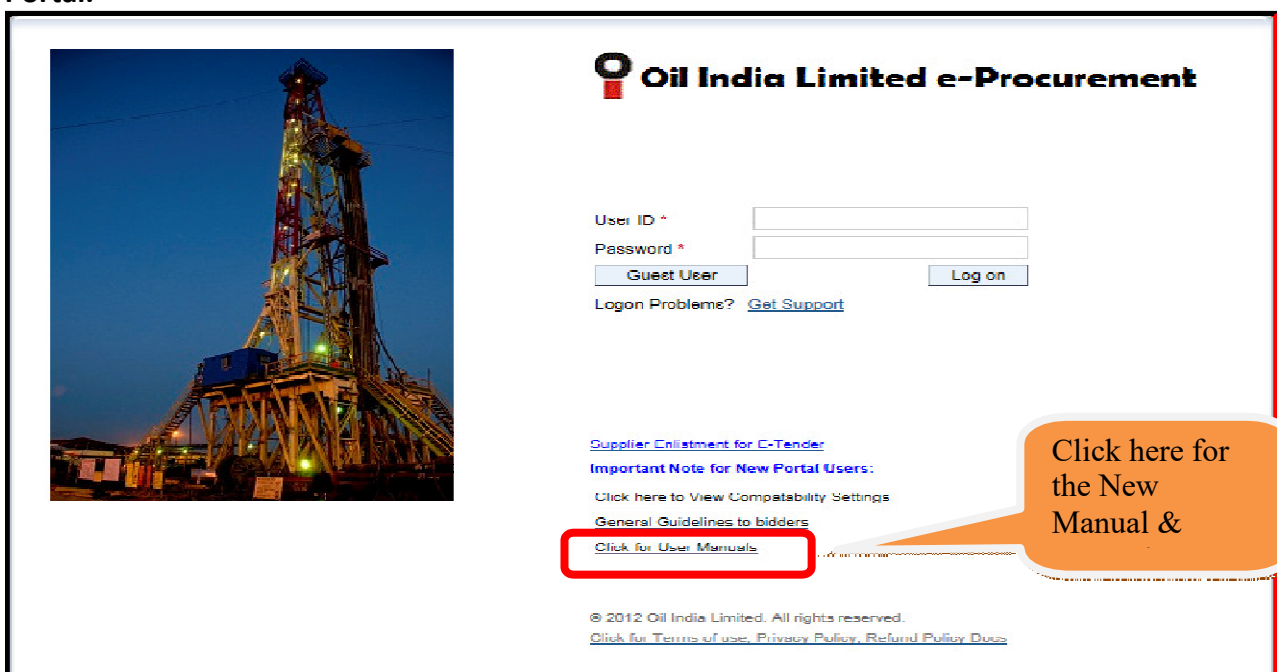 Portal.
Oil India Limited e-Procurement
User ID *
Password *
Guest User
Log on
Logon Problems? Get Support
Supplier Enlistment for E-Tender
Important Note for New Portal Users:
Click here to View Compatability Settings
General Guidelines to bidders
Click for User Manuals
Click here for
the New
Manual &
© 2012 Oil India Limited. All rights reserved.
Click for Terms of use, Privacy Policy, Refund Policy Docs